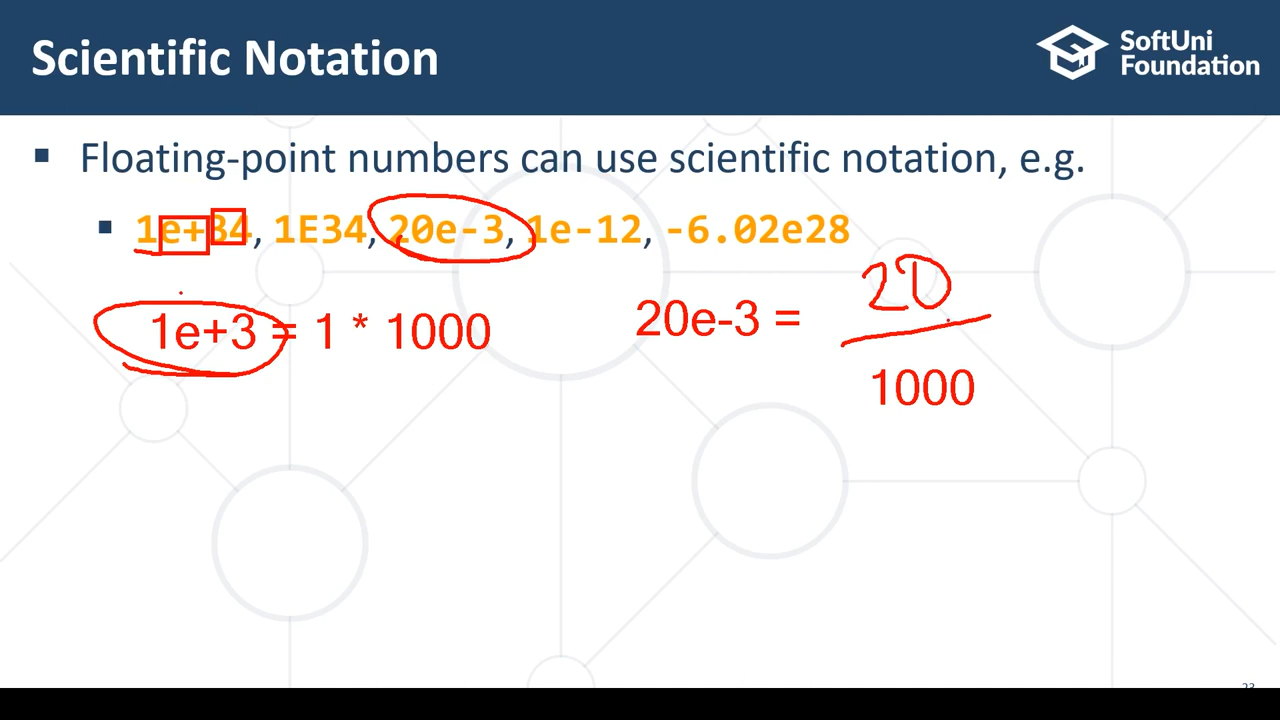 Scientific Notation
SoftUni
Foundation
Floating-point numbers can use scientific notation, e.g.
1e+34, 1E34, 20e-3, 1e-12, -6.02e28
1e+3 = 1 * 1000
20e-3 =
20
1000
23